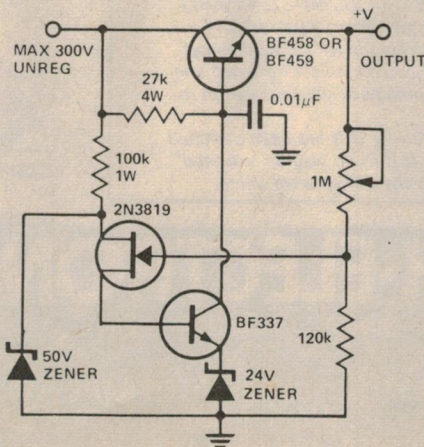 +V
MAX 300V
UNREG
BF458 OR
BF459
OUTPUT
27k
4W
0.01μF
100k
1W
1M
2N3819
BF337
120k
50V
ZENER
24V
ZENER